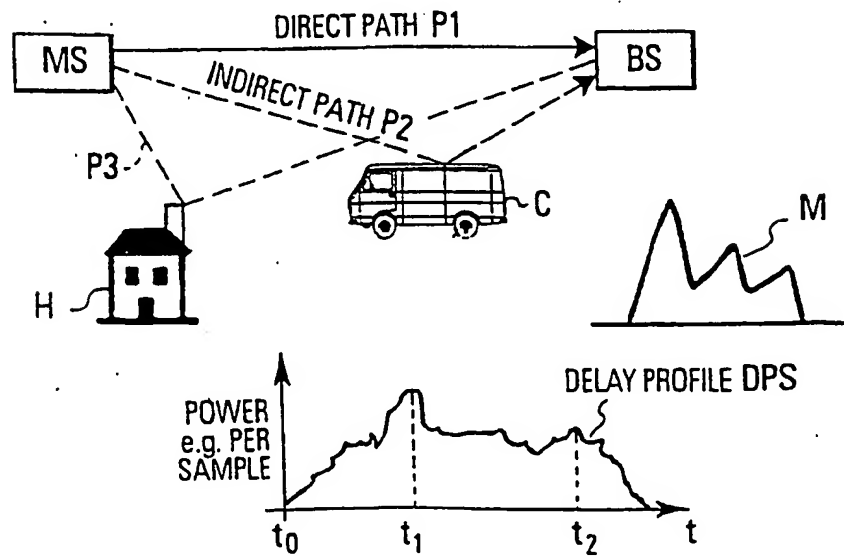 DIRECT PATH P1
MS
BS
INDIRECT PATH P2
P3
C
M
H
DELAY PROFILE DPS
POWER
e.g. PER
SAMPLE
t₀
t₁
t₂
t